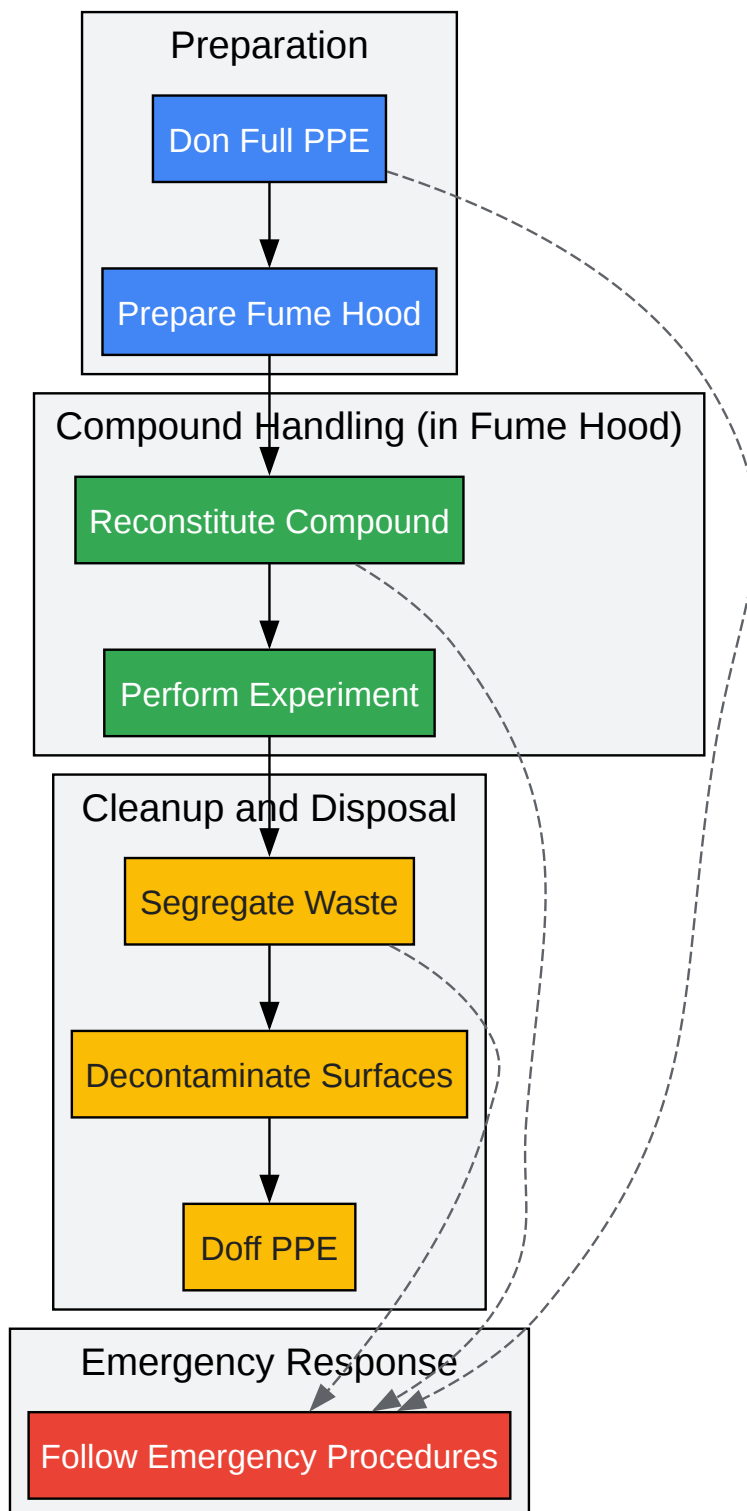 Preparation
Don Full PPE
Prepare Fume Hood
Compound Handling (in Fume Hood)
Reconstitute Compound
Perform Experiment
Cleanup and Disposal
Segregate Waste
Decontaminate Surfaces
Doff PPE
Emergency Response
Follow Emergency Procedures